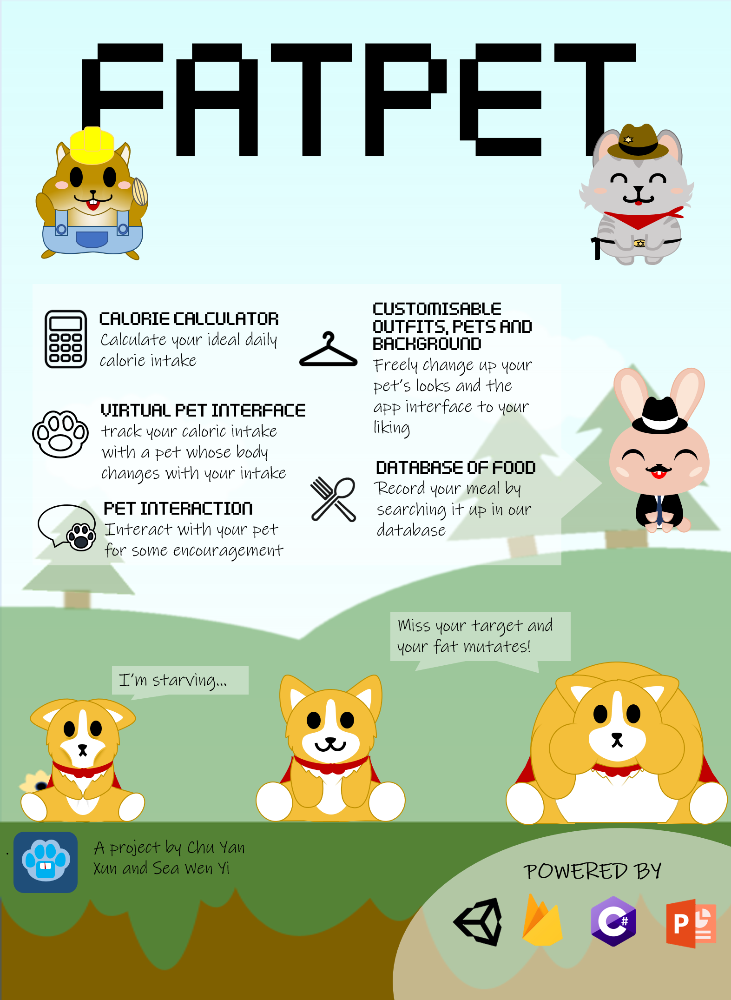 FATPET
CALORIE CALCULATOR
Calculate your ideal daily
calorie intake
VIRTUAL PET INTERFACE
track your caloric intake
with a pet whose body
changes with your intake
PET INTERACTION
Interact with your pet
for some encouragement
CUSTOMISABLE
OUTFITS, PETS AND
BACKGROUND
Freely change up your
pet's looks and the
app interface to your
liking
DATABASE OF FOOD
Record your meal by
searching it up in our
database
Miss your target and
your fat mutates!
I'm starving...
A project by Chu Yan
Xun and Sea Wen Yi
POWERED BY
C#
P